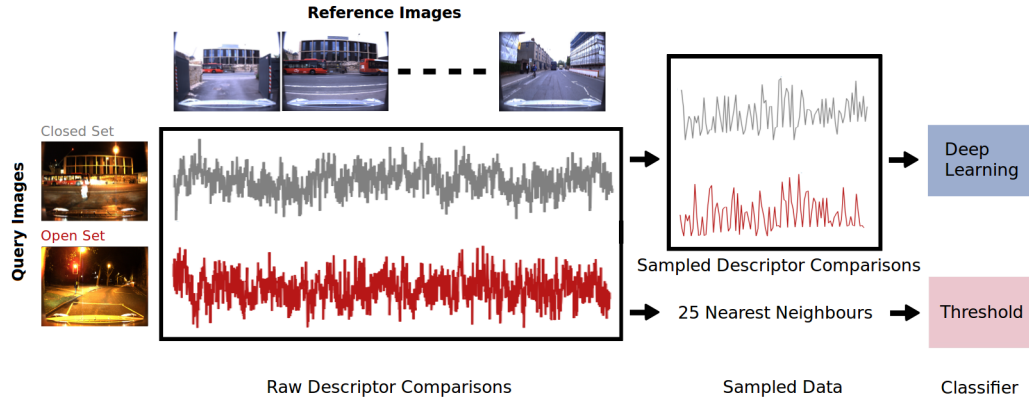 Reference Images
Query Images
Closed Set
Open Set
Sampled Descriptor Comparisons
25 Nearest Neighbours
Deep
Learning
Threshold
Raw Descriptor Comparisons
Sampled Data
Classifier